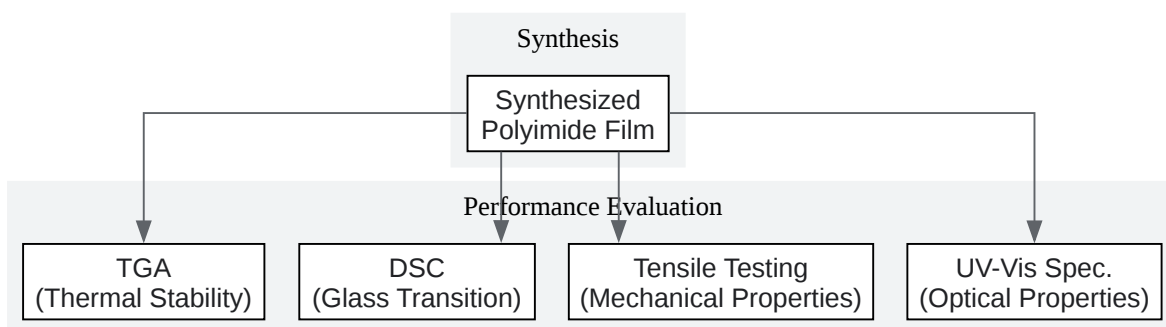 Synthesis
Synthesized
Polyimide Film
Performance Evaluation
TGA
(Thermal Stability)
DSC
(Glass Transition)
Tensile Testing
(Mechanical Properties)
UV-Vis Spec.
(Optical Properties)